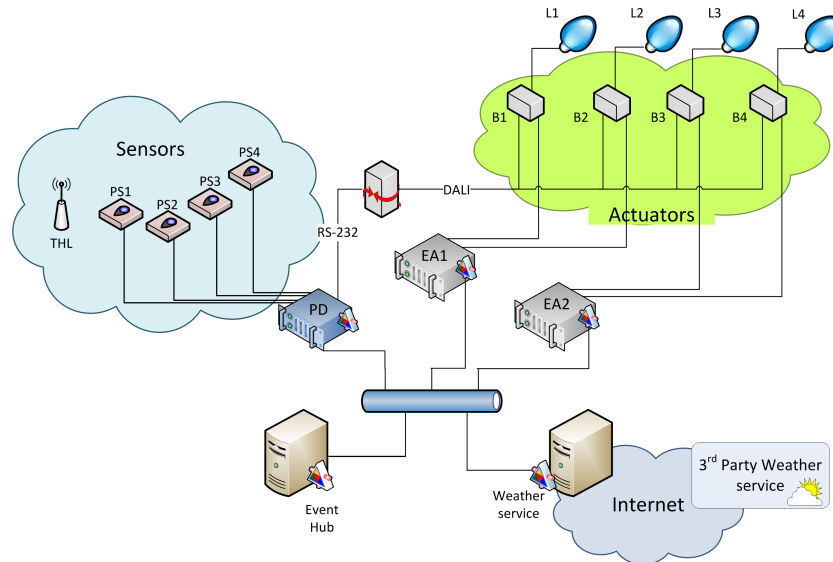 L1
L2
L3
L4
B1
B2
B3
B4
Sensors
PS4
PS3
PS1
PS2
THL
DALI
Actuators
RS-232
EA1
EA2
PD
3rd Party Weather
service
Event
Hub
Weather
service
Internet